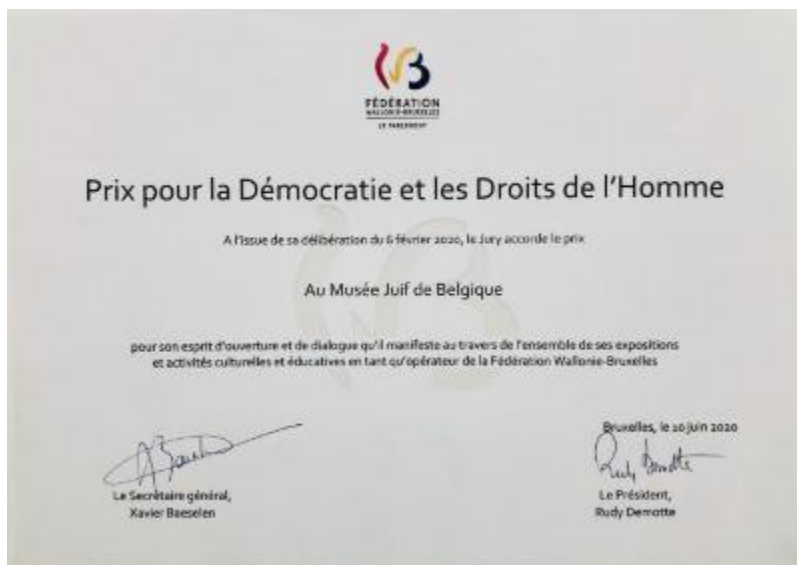 FÉDÉRATION
WALLONIE-BRUXELLES
LE PARLEMENT
Prix pour la Démocratie et les Droits de l'Homme
A l'issue de sa délibération du 6 février 2020, le Jury accorde le prix
Au Musée Juif de Belgique
pour son esprit d'ouverture et de dialogue qu'il manifeste au travers de l'ensemble de ses expositions
et activités culturelles et éducatives en tant qu'opérateur de la Fédération Wallonie-Bruxelles
Bruxelles, le 10 juin 2020
Rudy Demotte
Le Secrétaire général,
Xavier Baeselen
Le Président,
Rudy Demotte